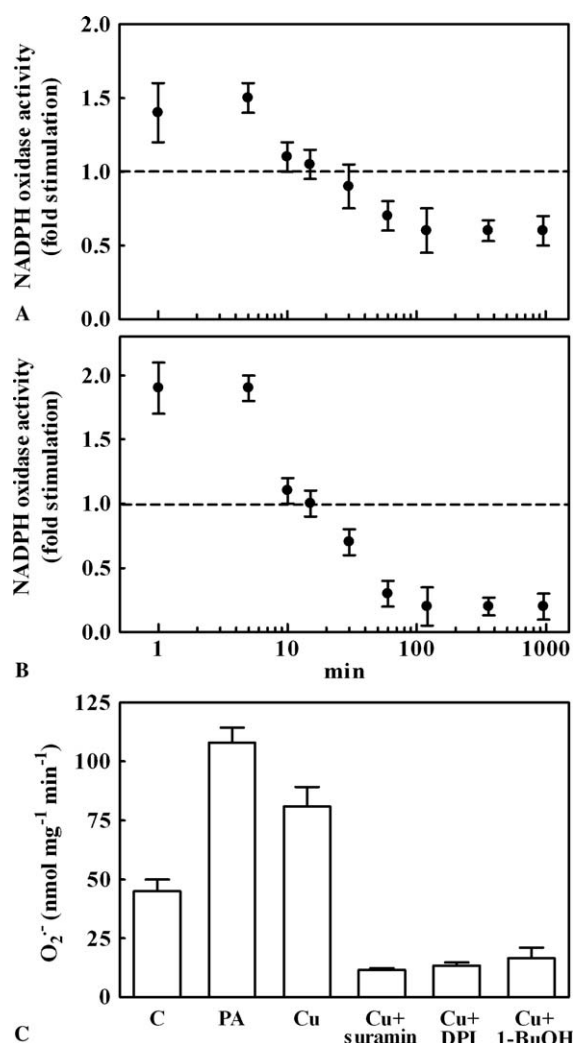 2.0
1.5
1.0
0.5
0.0
NADPH oxidase activity
(fold stimulation)
A
2.0
1.5
1.0
0.5
0.0
NADPH oxidase activity
(fold stimulation)
1 10 100 1000
min
B
125
100
75
50
25
0
O2·- (nmol mg-1 min-1)
C PA Cu Cu+ Cu+ Cu+
suramin DPI 1-BuOH
C